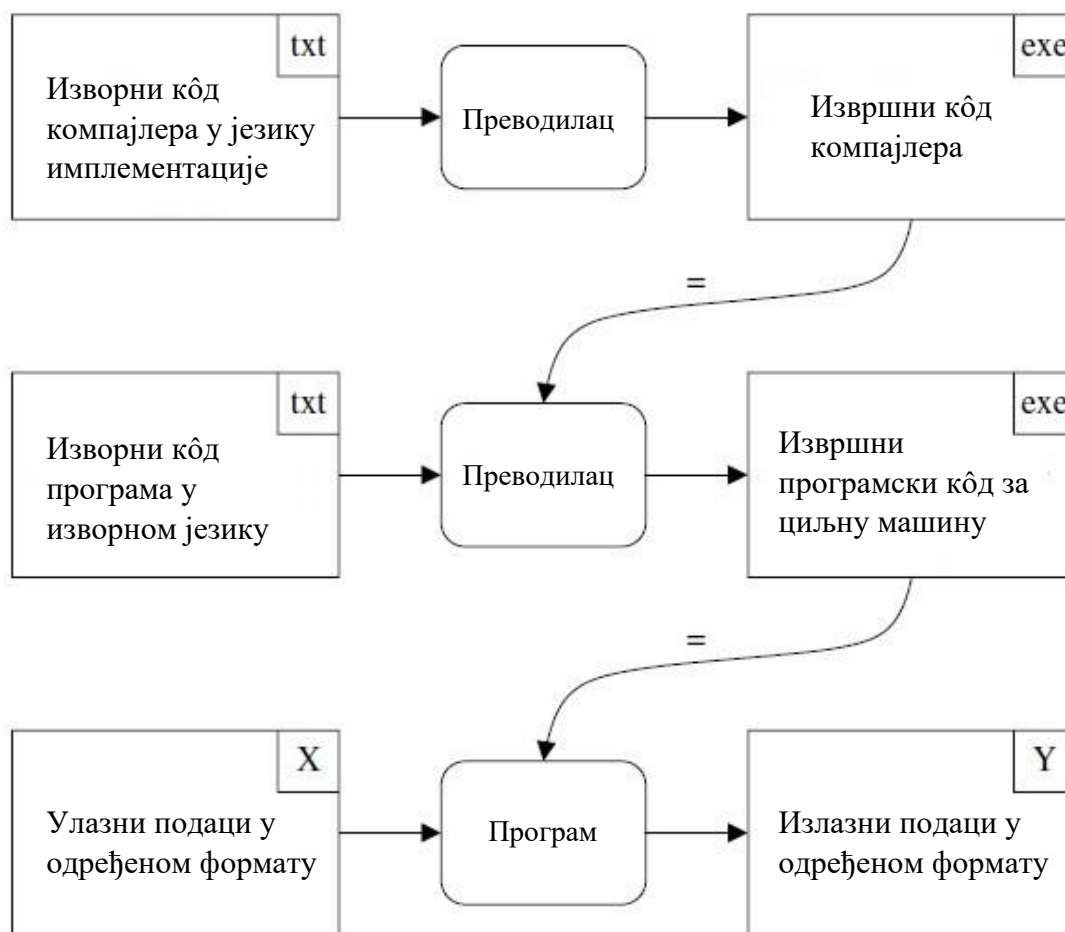 txt
Изворни кôд
компајлера у језику
имплементације
Преводилац
exe
Извршни кôд
компајлера
=
txt
Изворни кôд
програма у
изворном језику
Преводилац
exe
Извршни
програмски кôд за
циљну машину
=
X
Улазни подаци у
одређеном формату
Програм
Y
Излазни подаци у
одређеном формату